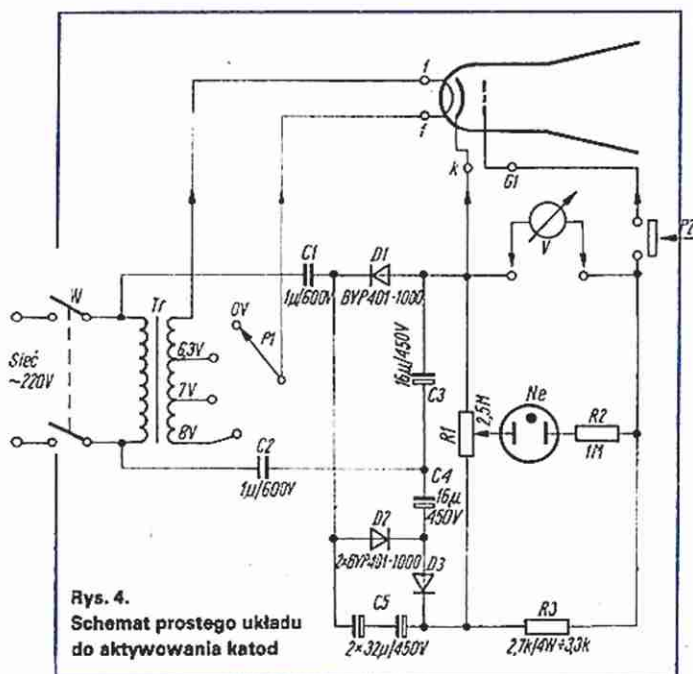 f
f
k
G1
P2
V
C1
1μ/600V
D1
BYP401-1000
W
Tr
0V
P1
6,3V
7V
8V
Sieć
~220V
16μ/450V
C3
R1
2,5M
Ne
R2
1M
C2
1μ/600V
C4
16μ
450V
D2
2×BYP401-1000
D3
C5
2×32μ/450V
R3
2,7k/4W÷3,3k
Rys. 4.
Schemat prostego układu
do aktywowania katod